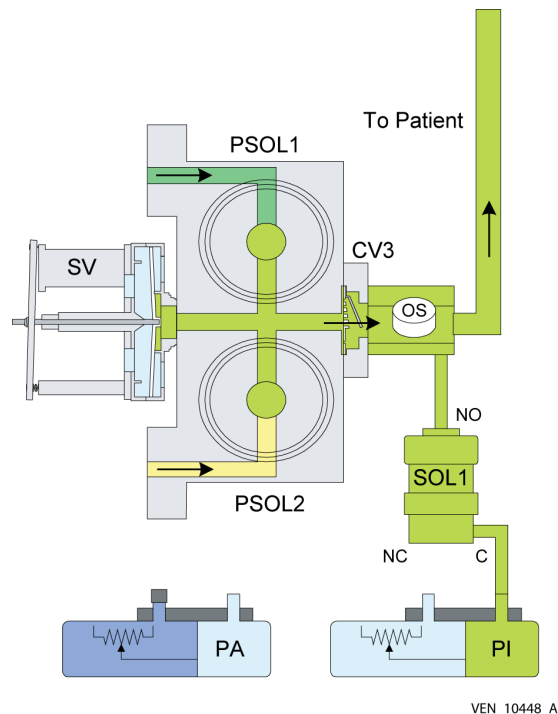 To Patient
PSOL1
CV3
SV
OS
NO
SOL1
PSOL2
NC
C
PA
PI
VEN 10448 A